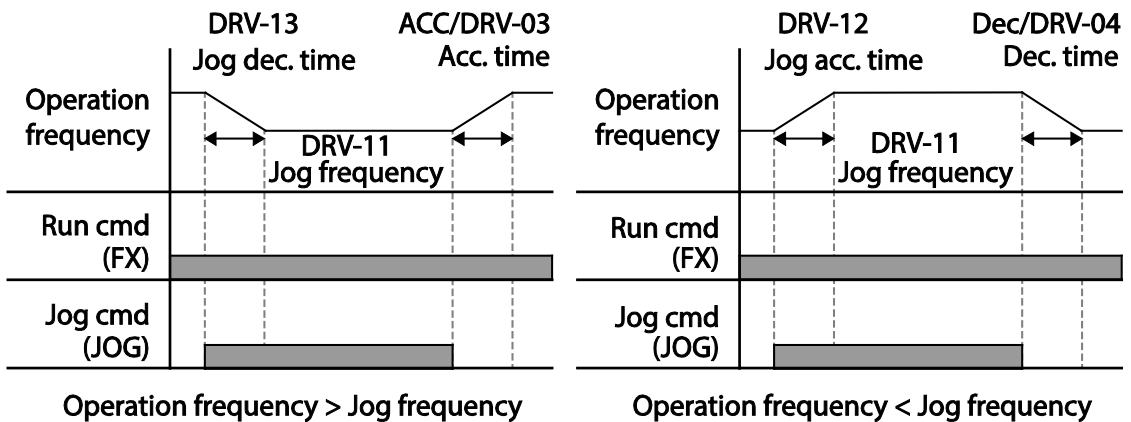 DRV-13
Jog dec. time
ACC/DRV-03
Acc. time
Operation
frequency
DRV-11
Jog frequency
Run cmd
(FX)
Jog cmd
(JOG)
Operation frequency > Jog frequency
DRV-12
Jog acc. time
Dec/DRV-04
Dec. time
Operation
frequency
DRV-11
Jog frequency
Run cmd
(FX)
Jog cmd
(JOG)
Operation frequency < Jog frequency